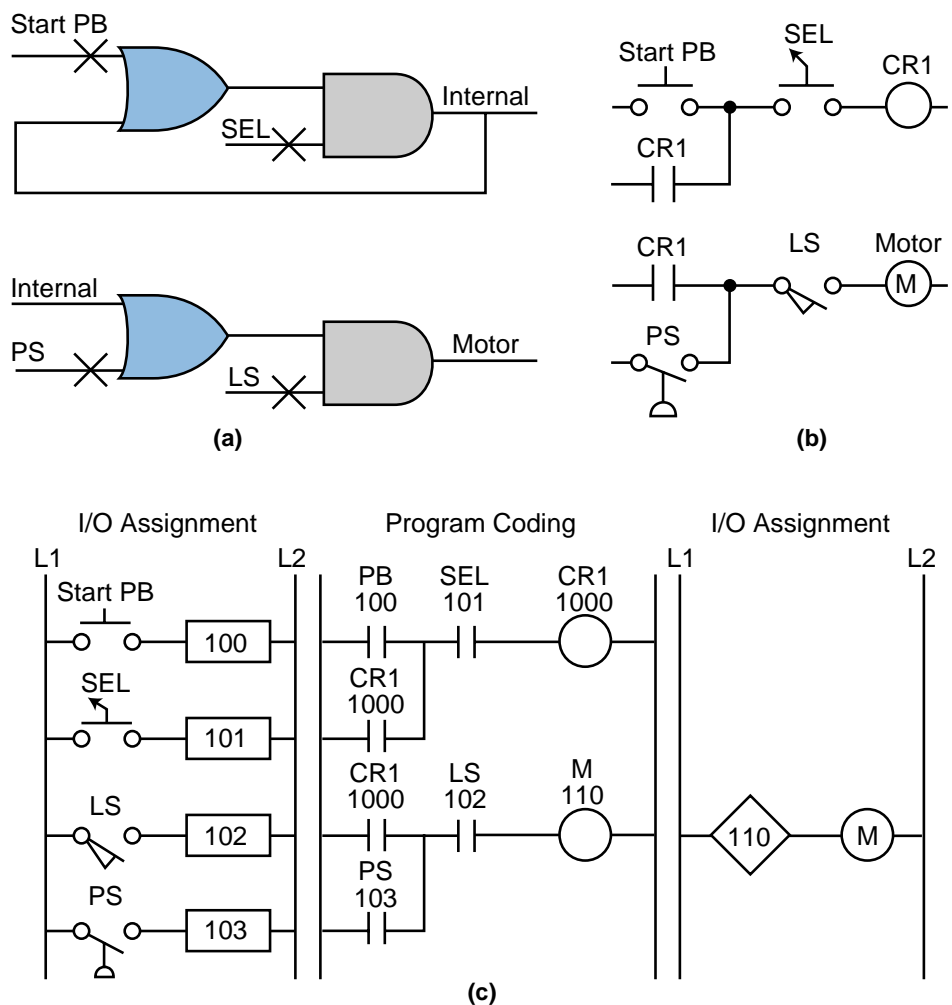 Start PB
SEL
Internal
Internal
PS
LS
Motor
(a)
Start PB
SEL
CR1
CR1
CR1
LS
Motor
M
PS
(b)
I/O Assignment
L1
L2
Start PB
100
SEL
101
LS
102
PS
103
Program Coding
PB
100
SEL
101
CR1
1000
CR1
1000
CR1
1000
LS
102
M
110
PS
103
I/O Assignment
L1
L2
110
M
(c)